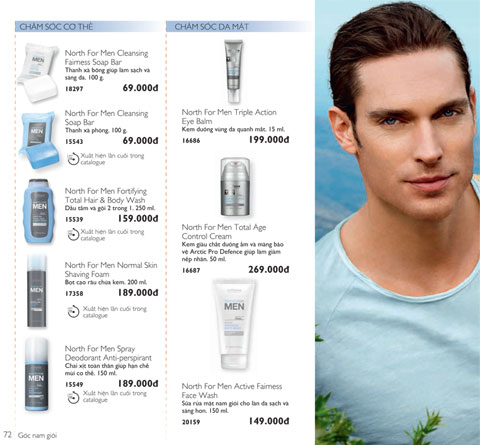 CHĂM SÓC CƠ THỂ
North For Men Cleansing
Fairness Soap Bar
Thanh xà bông giúp làm sạch và
sáng da. 100 g.
18297 69.000đ
North For Men Cleansing
Soap Bar
Thanh xà phòng. 100 g.
15543 69.000đ
Xuất hiện lần cuối trong
catalogue
North For Men Fortifying
Total Hair & Body Wash
Dầu tắm và gội 2 trong 1. 250 ml.
15539 159.000đ
Xuất hiện lần cuối trong
catalogue
North For Men Normal Skin
Shaving Foam
Bọt cạo râu chứa kem. 200 ml.
17358 189.000đ
Xuất hiện lần cuối trong
catalogue
North For Men Spray
Deodorant Anti-perspirant
Chai xịt toàn thân giúp hạn chế
mùi cơ thể. 150 ml.
15549 189.000đ
Xuất hiện lần cuối trong
catalogue
CHĂM SÓC DA MẶT
North For Men Triple Action
Eye Balm
Kem dưỡng vùng da quanh mắt. 15 ml.
16686 199.000đ
North For Men Total Age
Control Cream
Kem giàu chất dưỡng ẩm và màng bảo
vệ Arctic Pro Defence giúp làm giảm
nếp nhăn. 50 ml.
16687 269.000đ
North For Men Active Fairness
Face Wash
Sữa rửa mặt nam giới cho làn da sạch và
sáng hơn. 150 ml.
20159 149.000đ
MEN
MEN
MEN
MEN
MEN
72 Góc nam giới